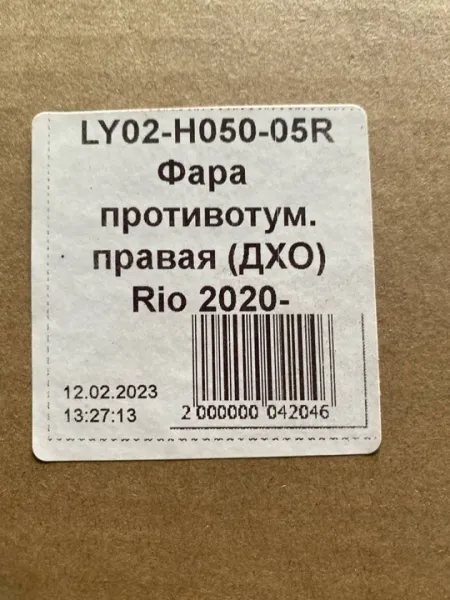 LY02-H050-05R
Фара
противотум.
правая (ДХО)
Rio 2020-
12.02.2023
13:27:13
2 000000 042046